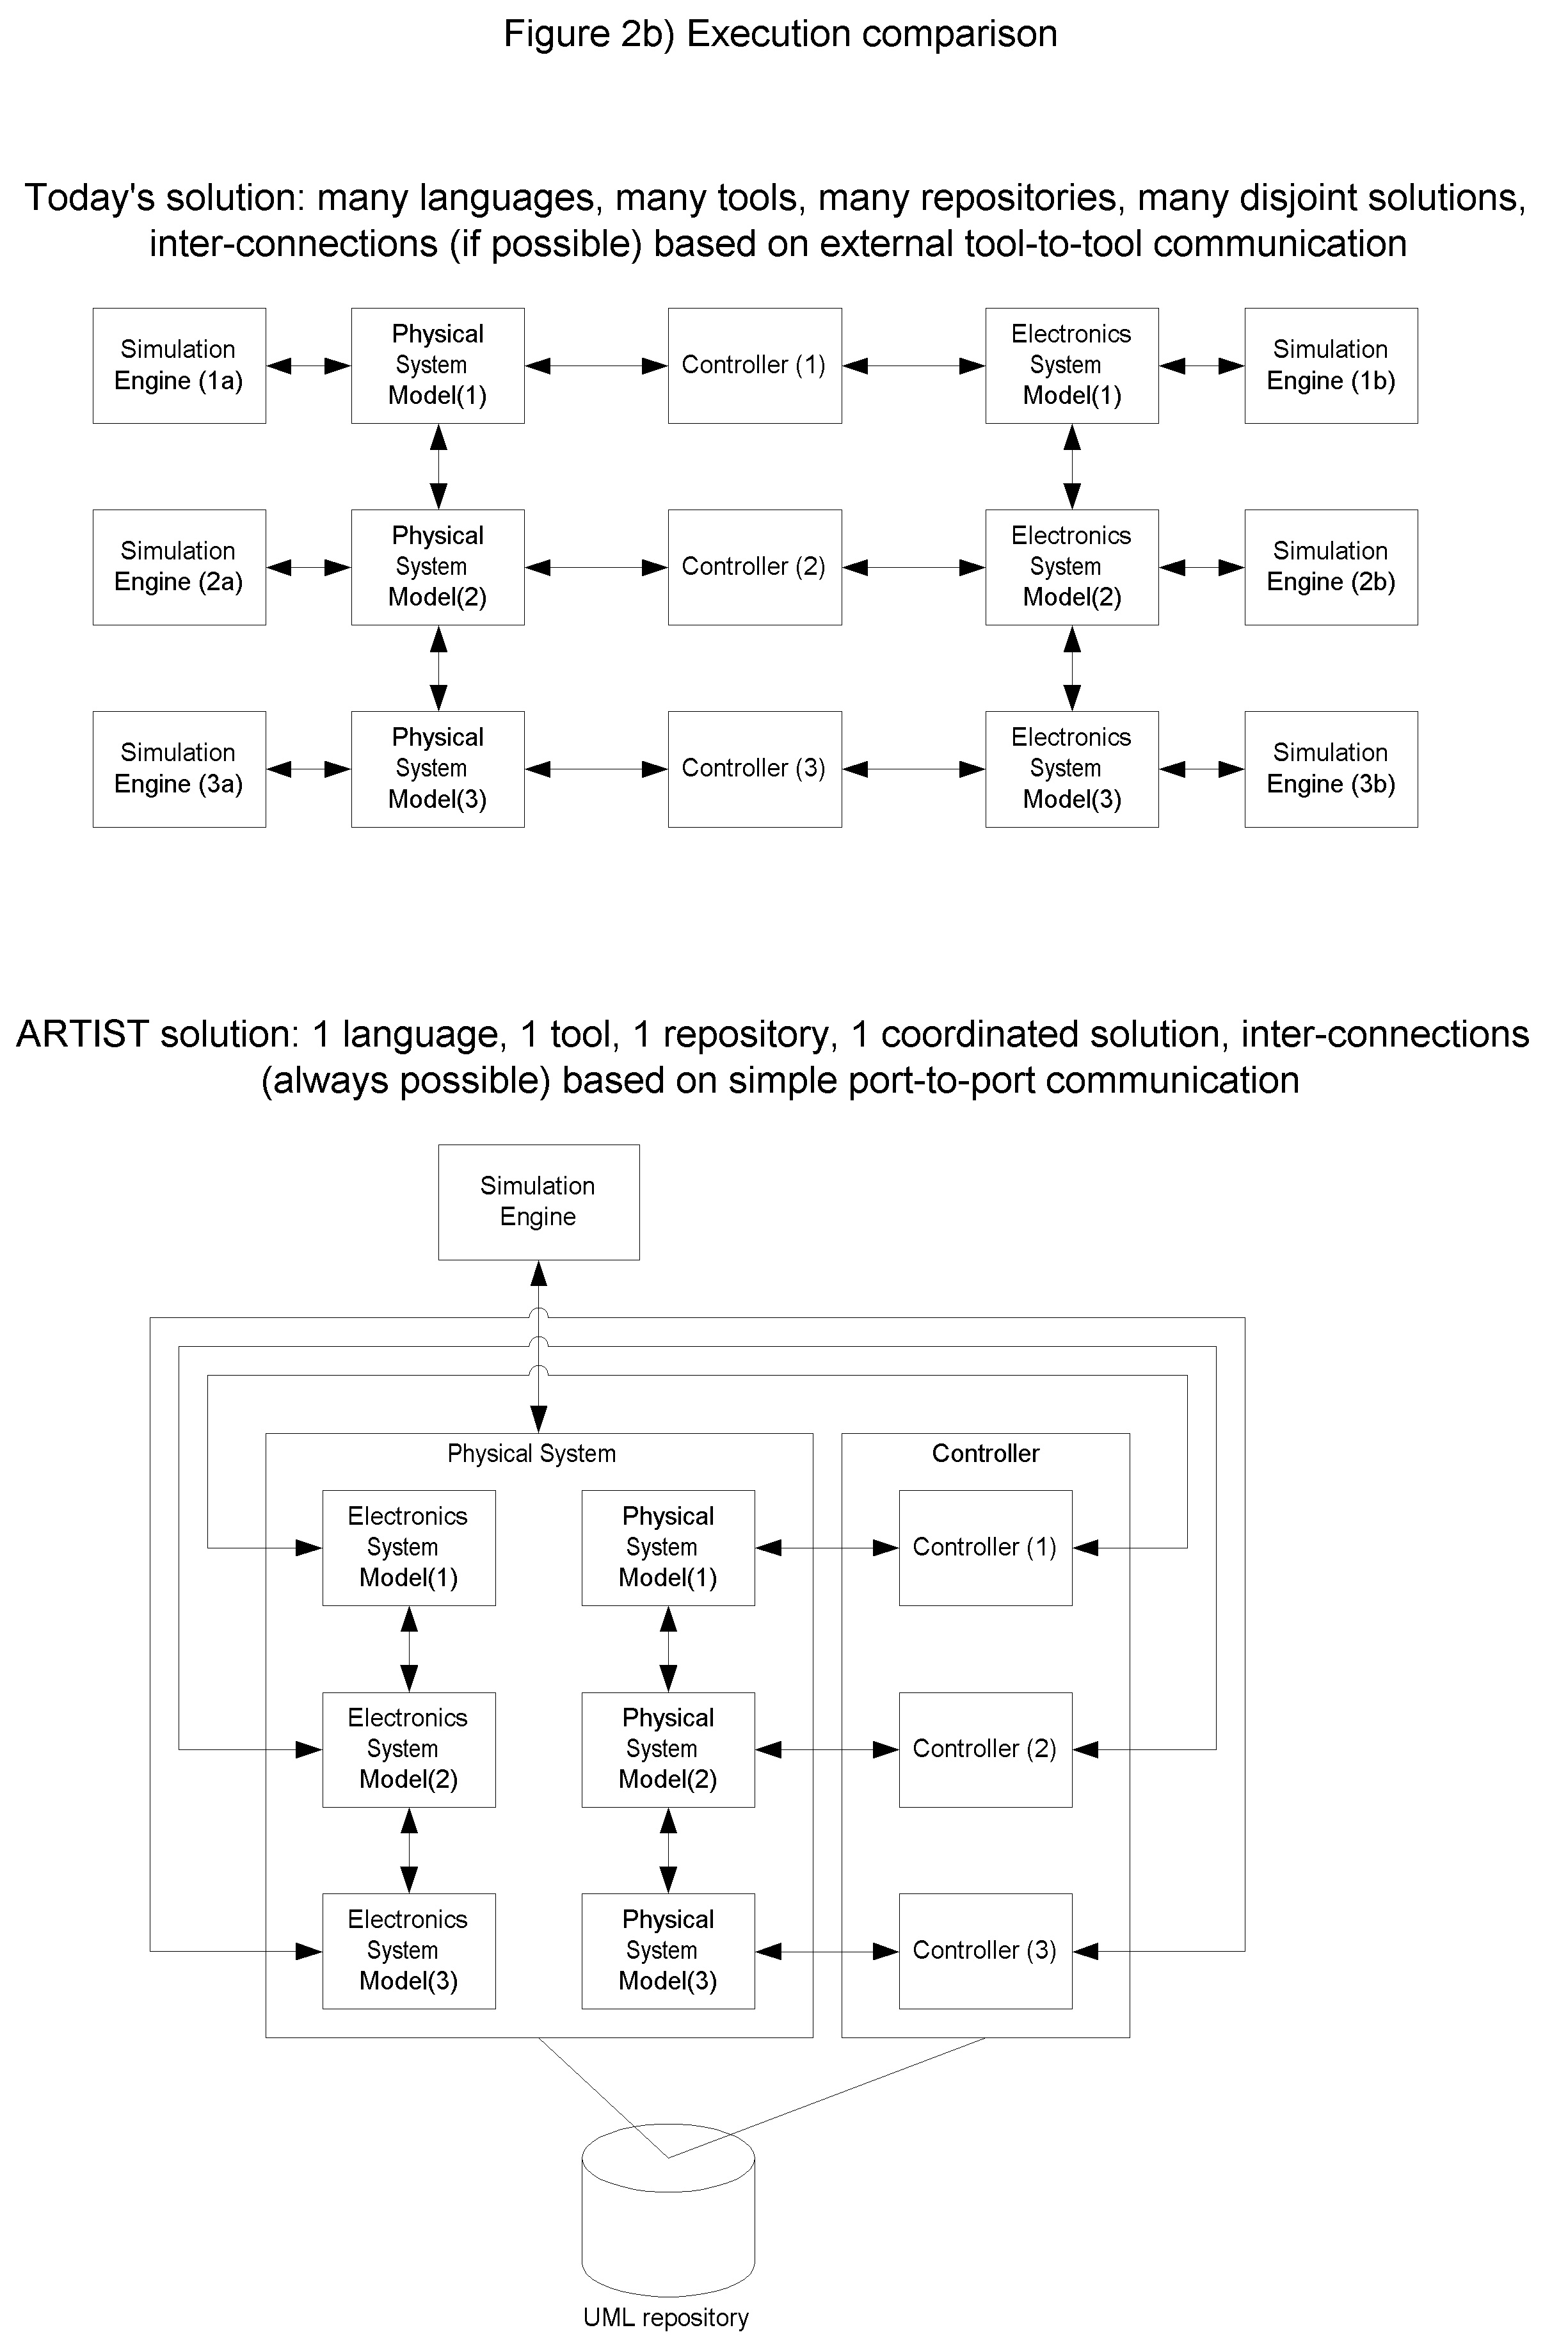 Figure 2b) Execution comparison
Today's solution: many languages, many tools, many repositories, many disjoint solutions,
inter-connections (if possible) based on external tool-to-tool communication
Simulation
Engine (1a)
Physical
System
Model(1)
Controller (1)
Electronics
System
Model(1)
Simulation
Engine (1b)
Simulation
Engine (2a)
Physical
System
Model(2)
Controller (2)
Electronics
System
Model(2)
Simulation
Engine (2b)
Simulation
Engine (3a)
Physical
System
Model(3)
Controller (3)
Electronics
System
Model(3)
Simulation
Engine (3b)
ARTIST solution: 1 language, 1 tool, 1 repository, 1 coordinated solution, inter-connections
(always possible) based on simple port-to-port communication
Simulation
Engine
Physical System
Controller
Electronics
System
Model(1)
Physical
System
Model(1)
Controller (1)
Electronics
System
Model(2)
Physical
System
Model(2)
Controller (2)
Electronics
System
Model(3)
Physical
System
Model(3)
Controller (3)
UML repository